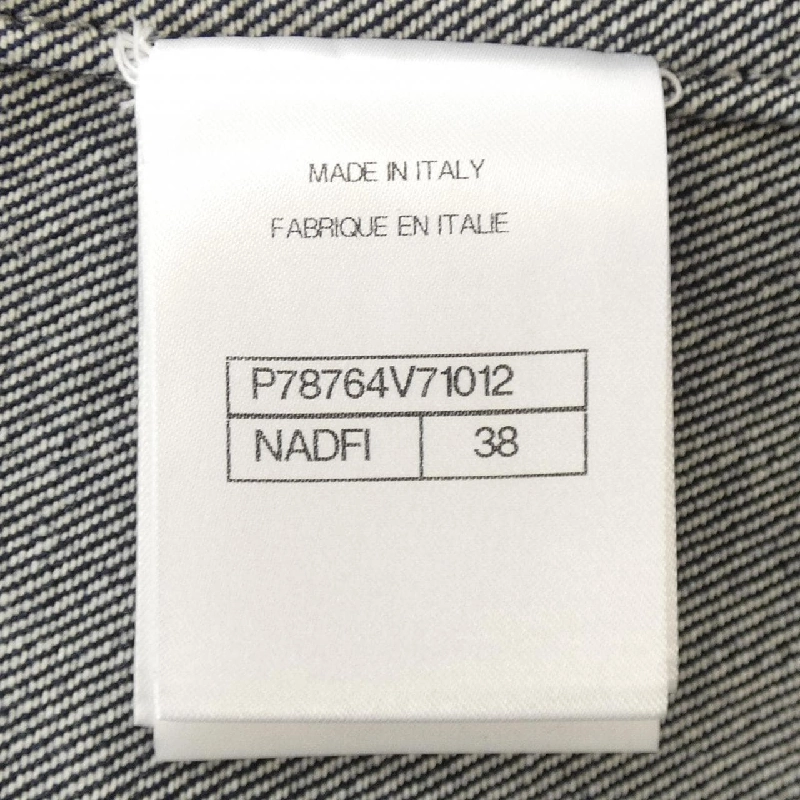 MADE IN ITALY
FABRIQUE EN ITALIE
P78764V71012
NADFI 38